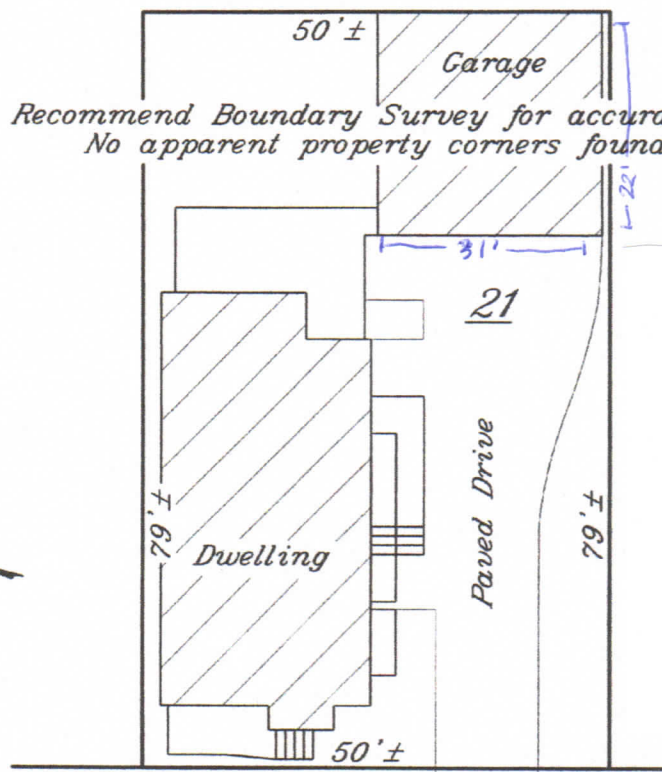 50'±
Garage
Recommend Boundary Survey for accura
No apparent property corners found
22'
31'
21
79'±
Dwelling
Paved Drive
79'±
50'±